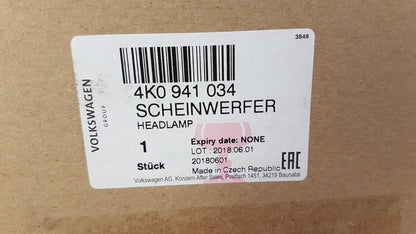 3849
VOLKSWAGEN
GROUP
4K0 941 034
SCHEINWERFER
HEADLAMP
1
Stück
Expiry date: NONE
LOT : 2018.06.01
20180601
Made in Czech Republic
EAC
Volkswagen AG, Konzern After Sales, Postfach 1451, 34219 Baunatal